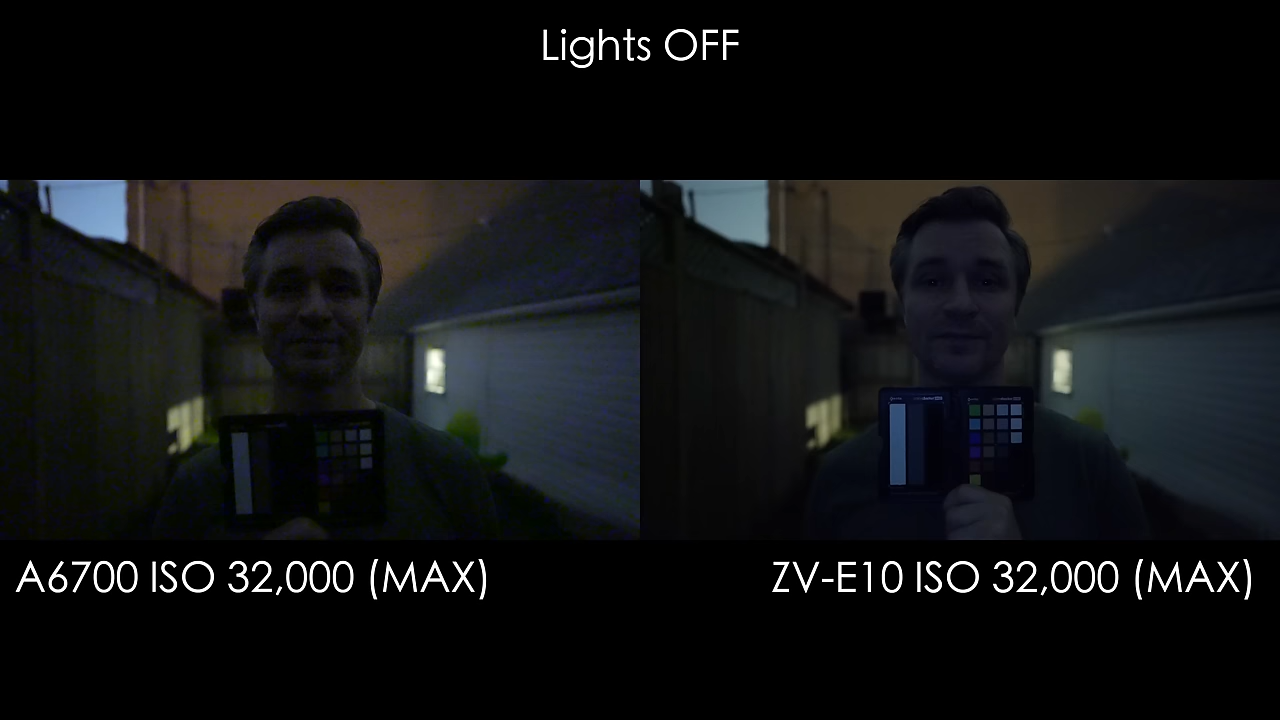 Lights OFF
A6700 ISO 32,000 (MAX)
ZV-E10 ISO 32,000 (MAX)